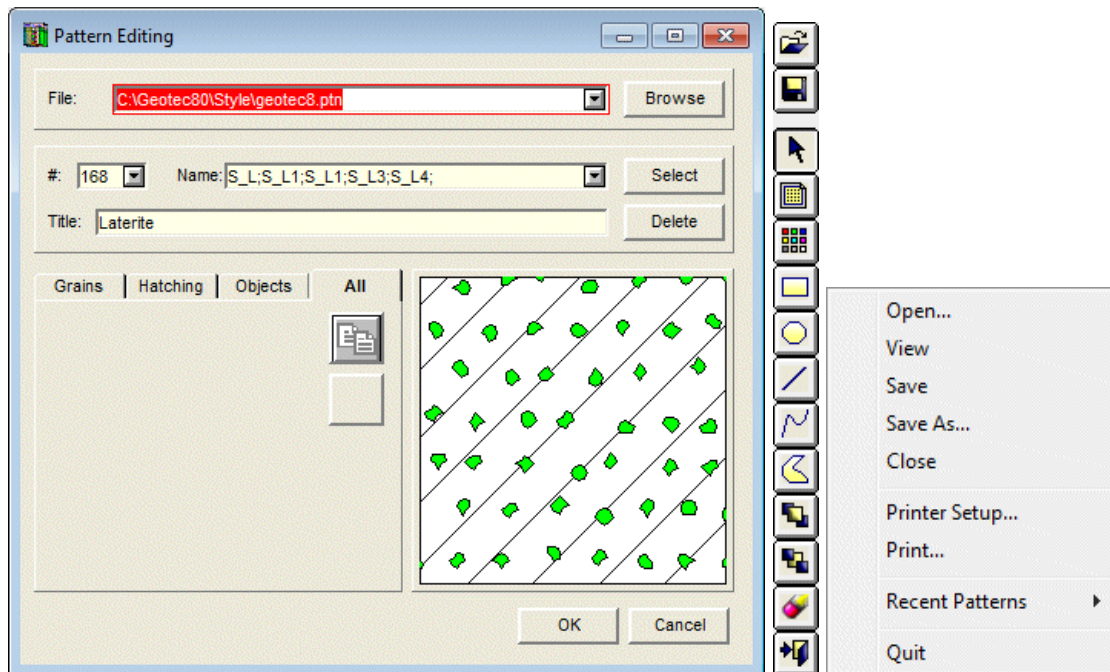 Pattern Editing
File: C:\Geotec80\Style\geotec8.ptn Browse
#: 168 Name: S_L;S_L1;S_L1;S_L3;S_L4; Select
Title: Laterite Delete
Grains Hatching Objects All
OK Cancel
Open...
View
Save
Save As...
Close
Printer Setup...
Print...
Recent Patterns
Quit